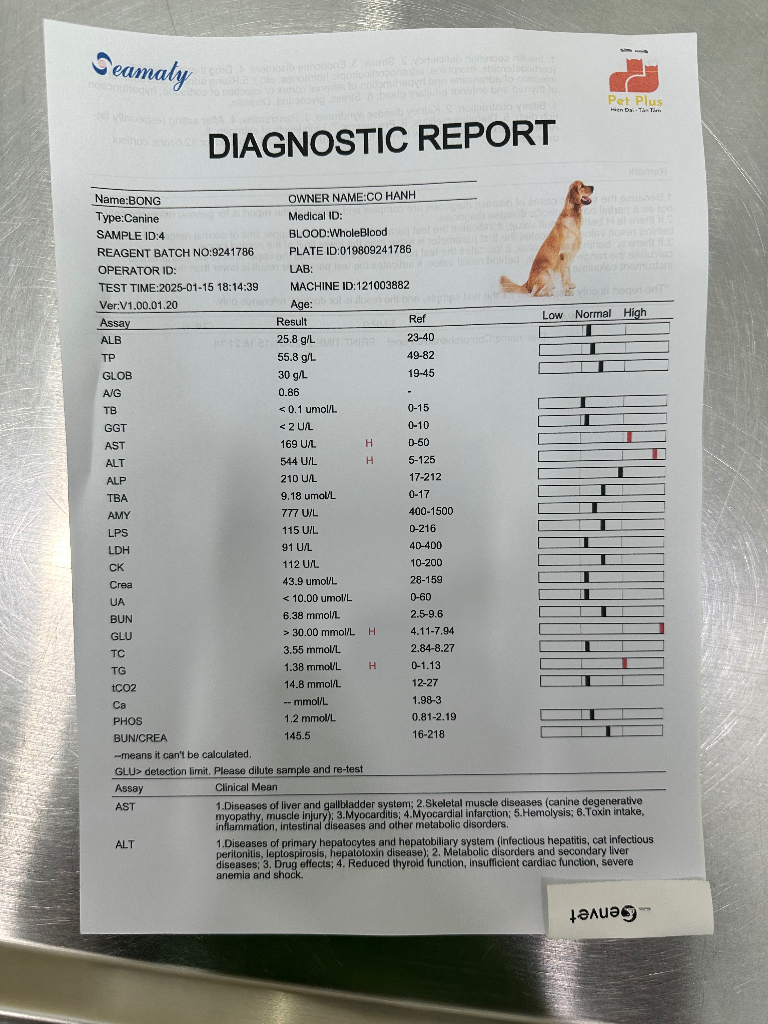 Seamaty
Pet Plus
Hiện Đại - Tận Tâm
DIAGNOSTIC REPORT
Name:BONG OWNER NAME:CO HANH
Type:Canine Medical ID:
SAMPLE ID:4 BLOOD:WholeBlood
REAGENT BATCH NO:9241786 PLATE ID:019809241786
OPERATOR ID: LAB:
TEST TIME:2025-01-15 18:14:39 MACHINE ID:121003882
Ver:V1.00.01.20 Age:
Assay Result Ref Low Normal High
ALB 25.8 g/L 23-40
TP 55.8 g/L 49-82
GLOB 30 g/L 19-45
A/G 0.86 -
TB < 0.1 umol/L 0-15
GGT < 2 U/L 0-10
AST 169 U/L H 0-50
ALT 544 U/L H 5-125
ALP 210 U/L 17-212
TBA 9.18 umol/L 0-17
AMY 777 U/L 400-1500
LPS 115 U/L 0-216
LDH 91 U/L 40-400
CK 112 U/L 10-200
Crea 43.9 umol/L 28-159
UA < 10.00 umol/L 0-60
BUN 6.38 mmol/L 2.5-9.6
GLU > 30.00 mmol/L H 4.11-7.94
TC 3.55 mmol/L 2.84-8.27
TG 1.38 mmol/L H 0-1.13
tCO2 14.8 mmol/L 12-27
Ca -- mmol/L 1.98-3
PHOS 1.2 mmol/L 0.81-2.19
BUN/CREA 145.5 16-218
--means it can't be calculated.
GLU> detection limit. Please dilute sample and re-test
Assay Clinical Mean
AST 1.Diseases of liver and gallbladder system; 2.Skeletal muscle diseases (canine degenerative
myopathy, muscle injury); 3.Myocarditis; 4.Myocardial infarction; 5.Hemolysis; 6.Toxin intake,
inflammation, intestinal diseases and other metabolic disorders.
ALT 1.Diseases of primary hepatocytes and hepatobiliary system (infectious hepatitis, cat infectious
peritonitis, leptospirosis, hepatotoxin disease); 2. Metabolic disorders and secondary liver
diseases; 3. Drug effects; 4. Reduced thyroid function, insufficient cardiac function, severe
anemia and shock.
Genvet